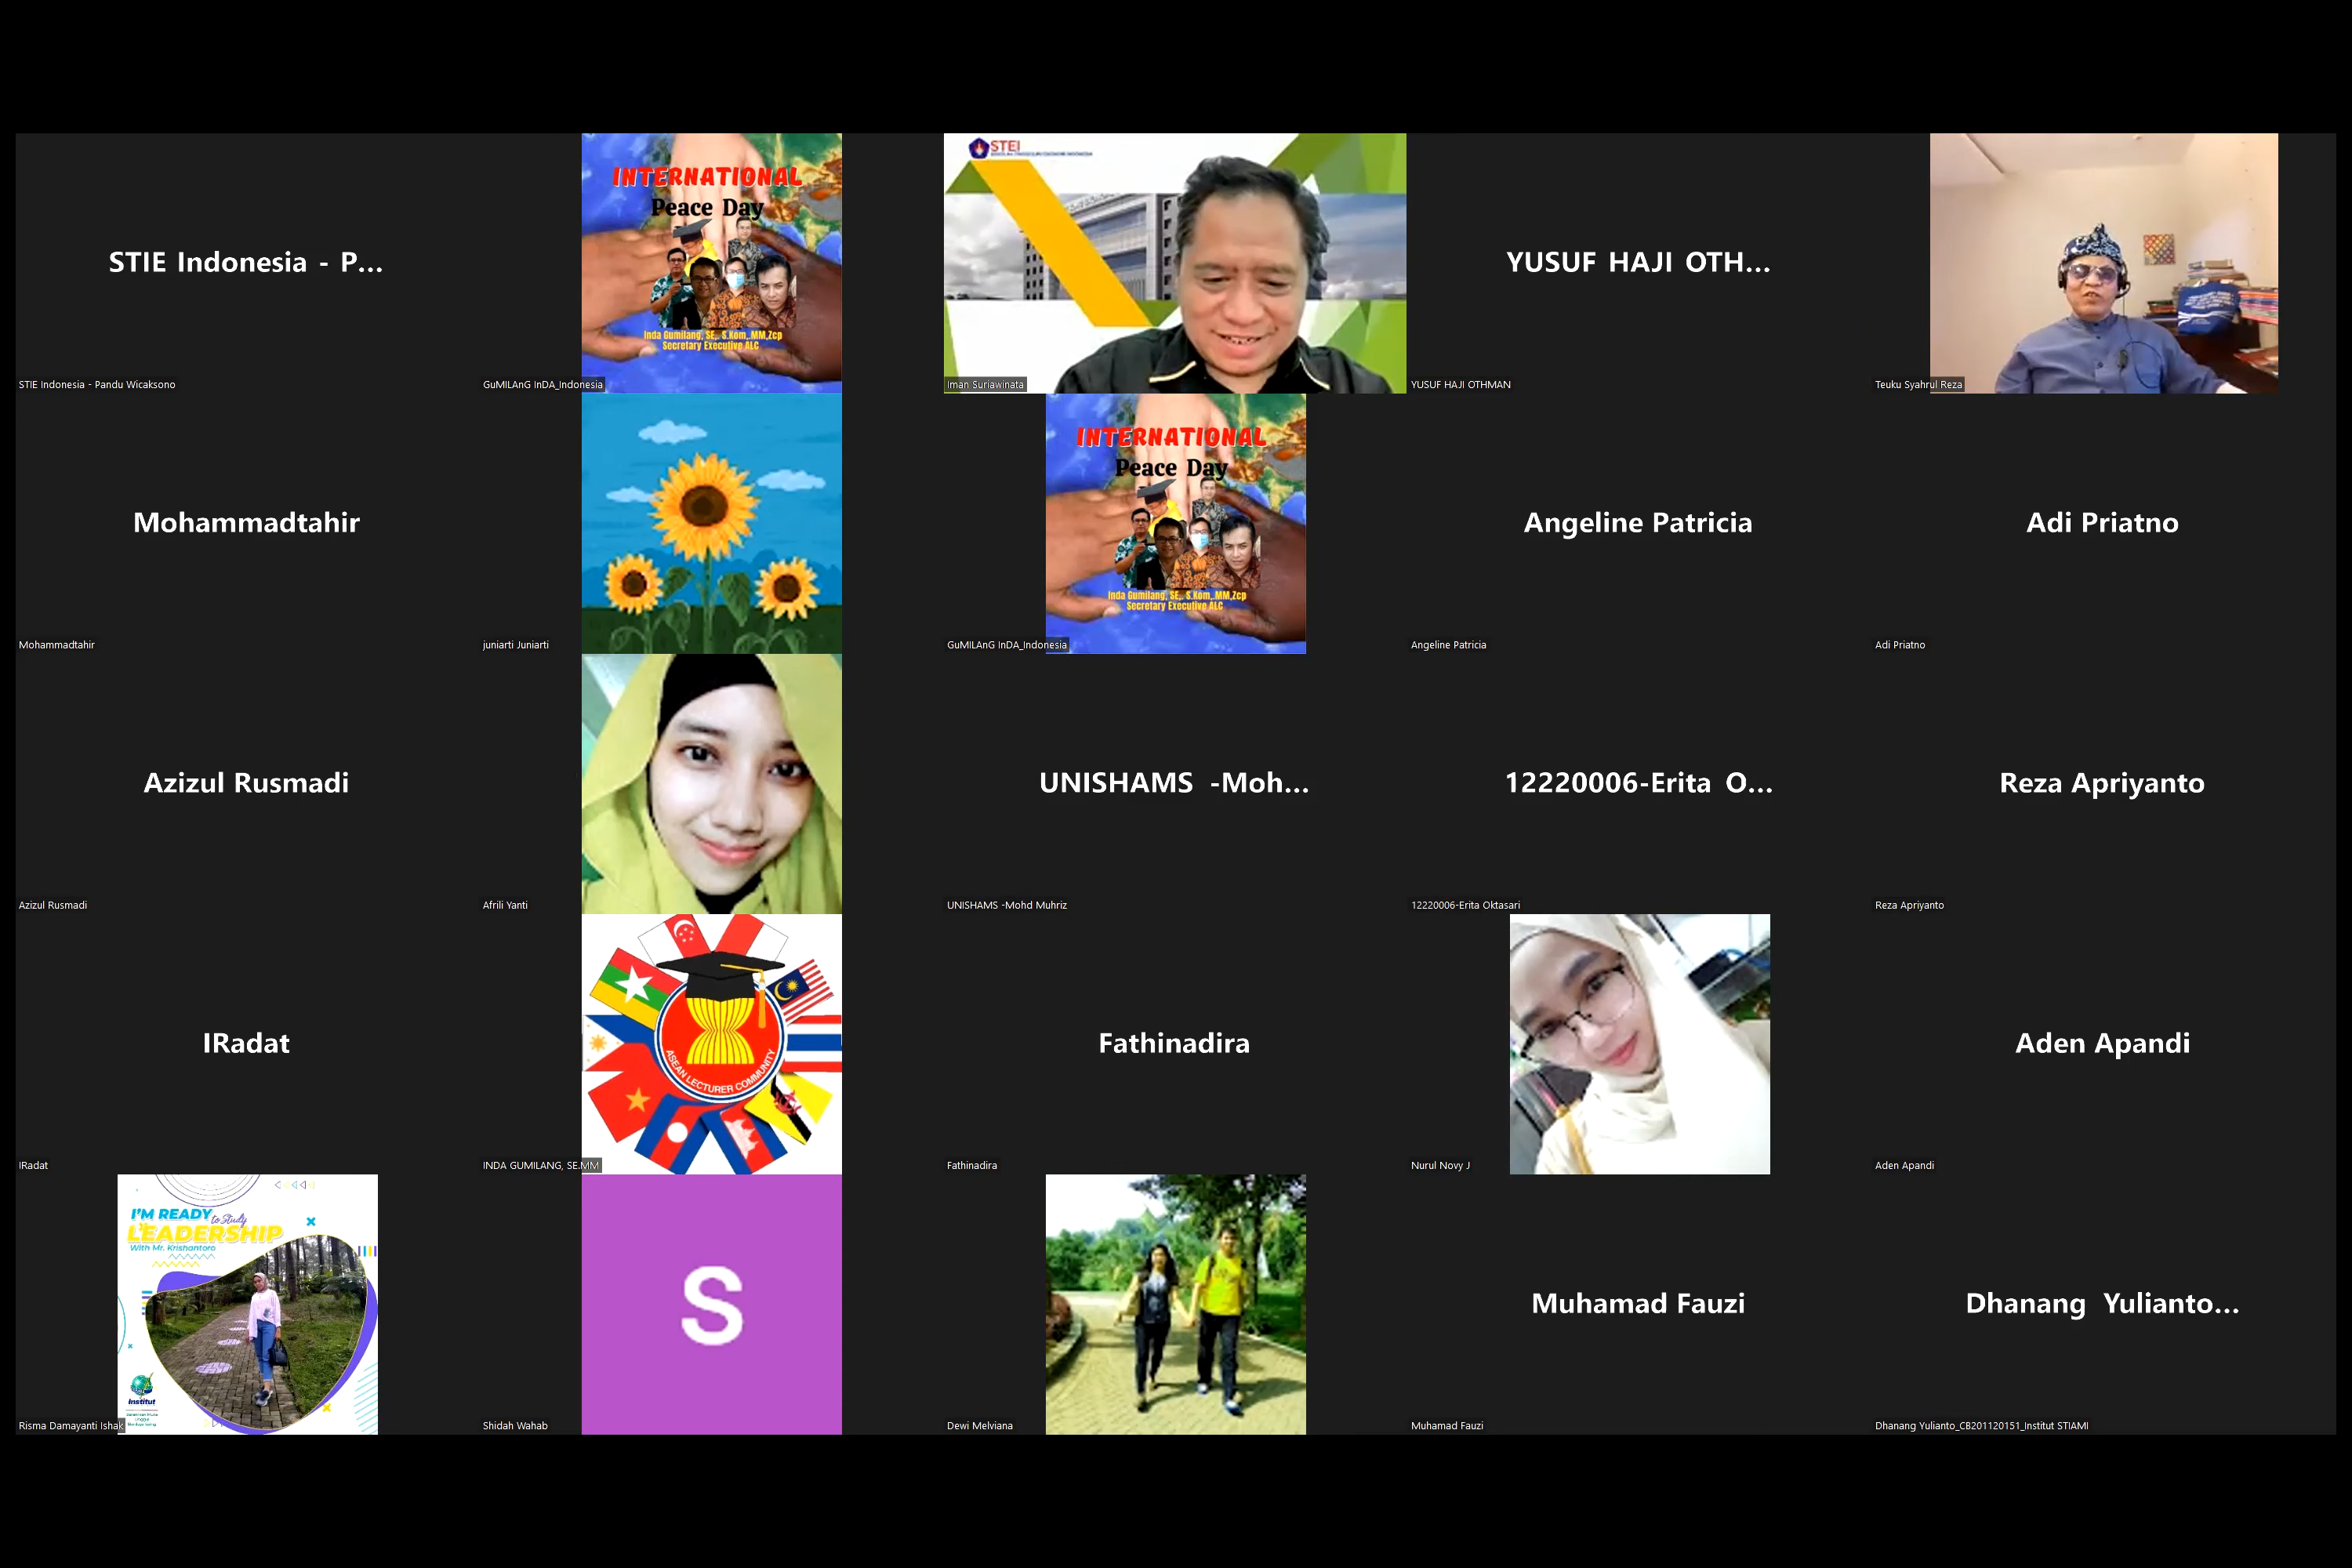 STIE Indonesia - P...
STIE Indonesia - Pandu Wicaksono
INTERNATIONAL
Peace Day
Inda Gumilang, SE,. S.Kom,.MM,Zcp
Secretary Executive ALC
GuMILAnG InDA_Indonesia
STEI
Iman Suriawinata
YUSUF HAJI OTH...
YUSUF HAJI OTHMAN
Teuku Syahrul Reza
Mohammadtahir
Mohammadtahir
juniarti Juniarti
INTERNATIONAL
Peace Day
Inda Gumilang, SE,. S.Kom,.MM,Zcp
Secretary Executive ALC
GuMILAnG InDA_Indonesia
Angeline Patricia
Angeline Patricia
Adi Priatno
Adi Priatno
Azizul Rusmadi
Azizul Rusmadi
Afrili Yanti
UNISHAMS -Moh...
UNISHAMS -Mohd Muhriz
12220006-Erita O...
12220006-Erita Oktasari
Reza Apriyanto
Reza Apriyanto
IRadat
IRadat
ASEAN LECTURER COMMUNITY
INDA GUMILANG, SE.MM
Fathinadira
Fathinadira
Nurul Novy J
Aden Apandi
Aden Apandi
I'M READY to Study
LEADERSHIP
With Mr. Krishantoro
Institut
Risma Damayanti Ishak
S
Shidah Wahab
Dewi Melviana
Muhamad Fauzi
Muhamad Fauzi
Dhanang Yulianto...
Dhanang Yulianto_CB201120151_Institut STIAMI